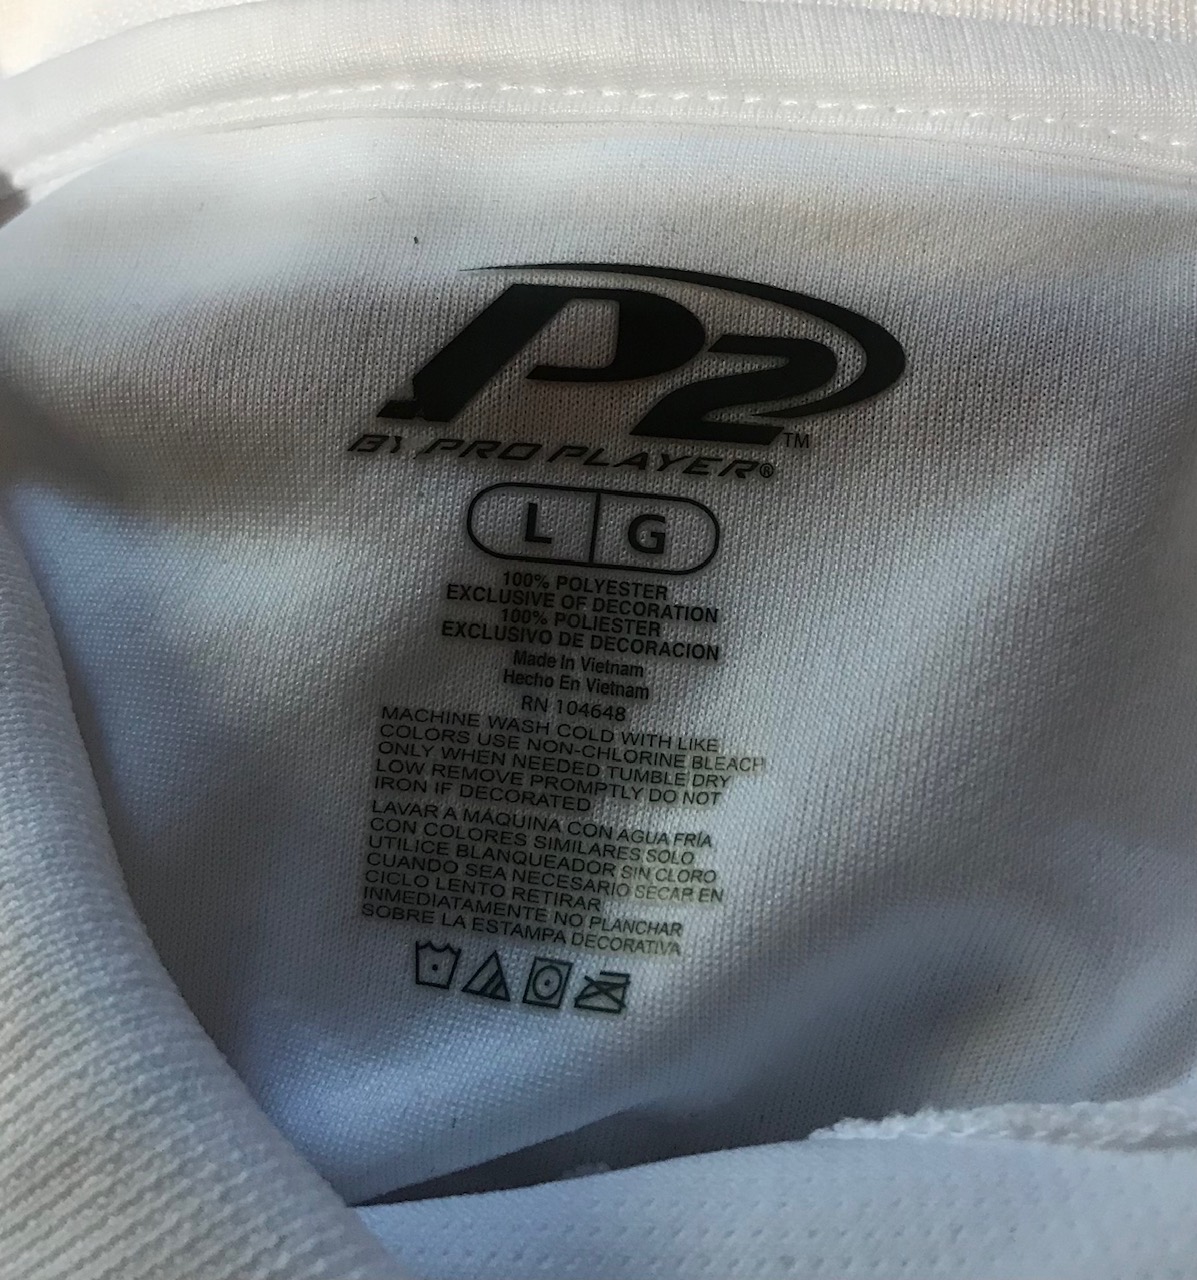 P2™
BY PRO PLAYER®
L G
100% POLYESTER
EXCLUSIVE OF DECORATION
100% POLIESTER
EXCLUSIVO DE DECORACION
Made In Vietnam
Hecho En Vietnam
RN 104648
MACHINE WASH COLD WITH LIKE
COLORS USE NON-CHLORINE BLEACH
ONLY WHEN NEEDED TUMBLE DRY
LOW REMOVE PROMPTLY DO NOT
IRON IF DECORATED
LAVAR A MAQUINA CON AGUA FRÍA
CON COLORES SIMILARES SOLO
UTILICE BLANQUEADOR SIN CLORO
CUANDO SEA NECESARIO SECAR EN
CICLO LENTO RETIRAR
INMEDIATAMENTE NO PLANCHAR
SOBRE LA ESTAMPA DECORATIVA